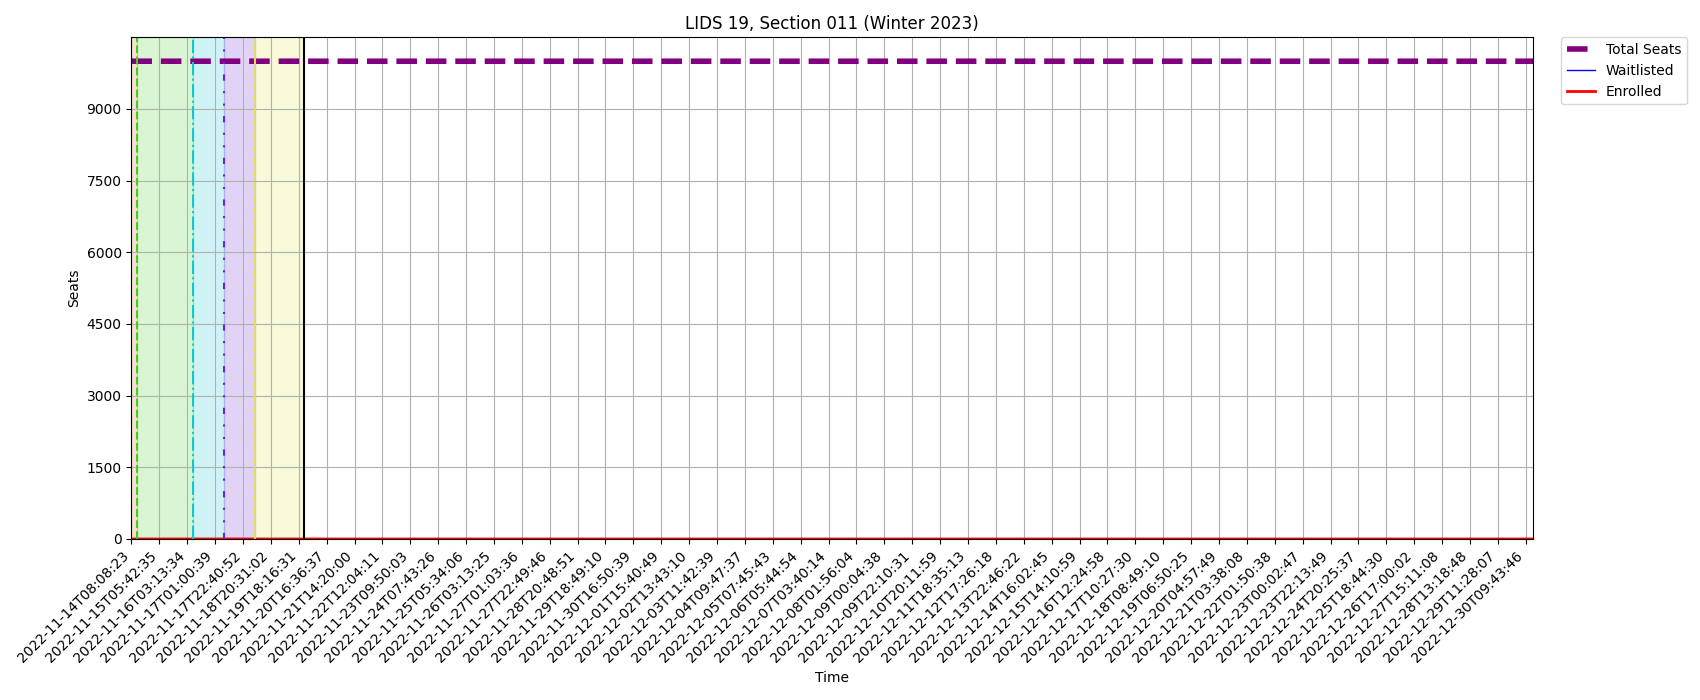 LIDS 19, Section 011 (Winter 2023)
Total Seats
Waitlisted
Enrolled
Seats
9000
7500
6000
4500
3000
1500
0
2022-11-14T08:08:23
2022-11-15T05:42:35
2022-11-16T03:13:34
2022-11-17T01:00:39
2022-11-17T22:40:52
2022-11-18T20:31:02
2022-11-19T18:16:31
2022-11-20T16:36:37
2022-11-21T14:20:00
2022-11-22T12:04:11
2022-11-23T09:50:03
2022-11-24T07:43:26
2022-11-25T05:34:06
2022-11-26T03:13:25
2022-11-27T01:03:36
2022-11-27T22:49:46
2022-11-28T20:48:51
2022-11-29T18:49:10
2022-11-30T16:50:39
2022-12-01T15:40:49
2022-12-02T13:43:10
2022-12-03T11:42:39
2022-12-04T09:47:37
2022-12-05T07:45:43
2022-12-06T05:44:54
2022-12-07T03:40:14
2022-12-08T01:56:04
2022-12-09T00:04:38
2022-12-09T22:10:31
2022-12-10T20:11:59
2022-12-11T18:35:13
2022-12-12T17:26:18
2022-12-13T22:46:22
2022-12-14T16:02:45
2022-12-15T14:10:59
2022-12-16T12:24:58
2022-12-17T10:27:30
2022-12-18T08:49:10
2022-12-19T06:50:25
2022-12-20T04:57:49
2022-12-21T03:38:08
2022-12-22T01:50:38
2022-12-23T00:02:47
2022-12-23T22:13:49
2022-12-24T20:25:37
2022-12-25T18:44:30
2022-12-26T17:00:02
2022-12-27T15:11:08
2022-12-28T13:18:48
2022-12-29T11:28:07
2022-12-30T09:43:46
Time